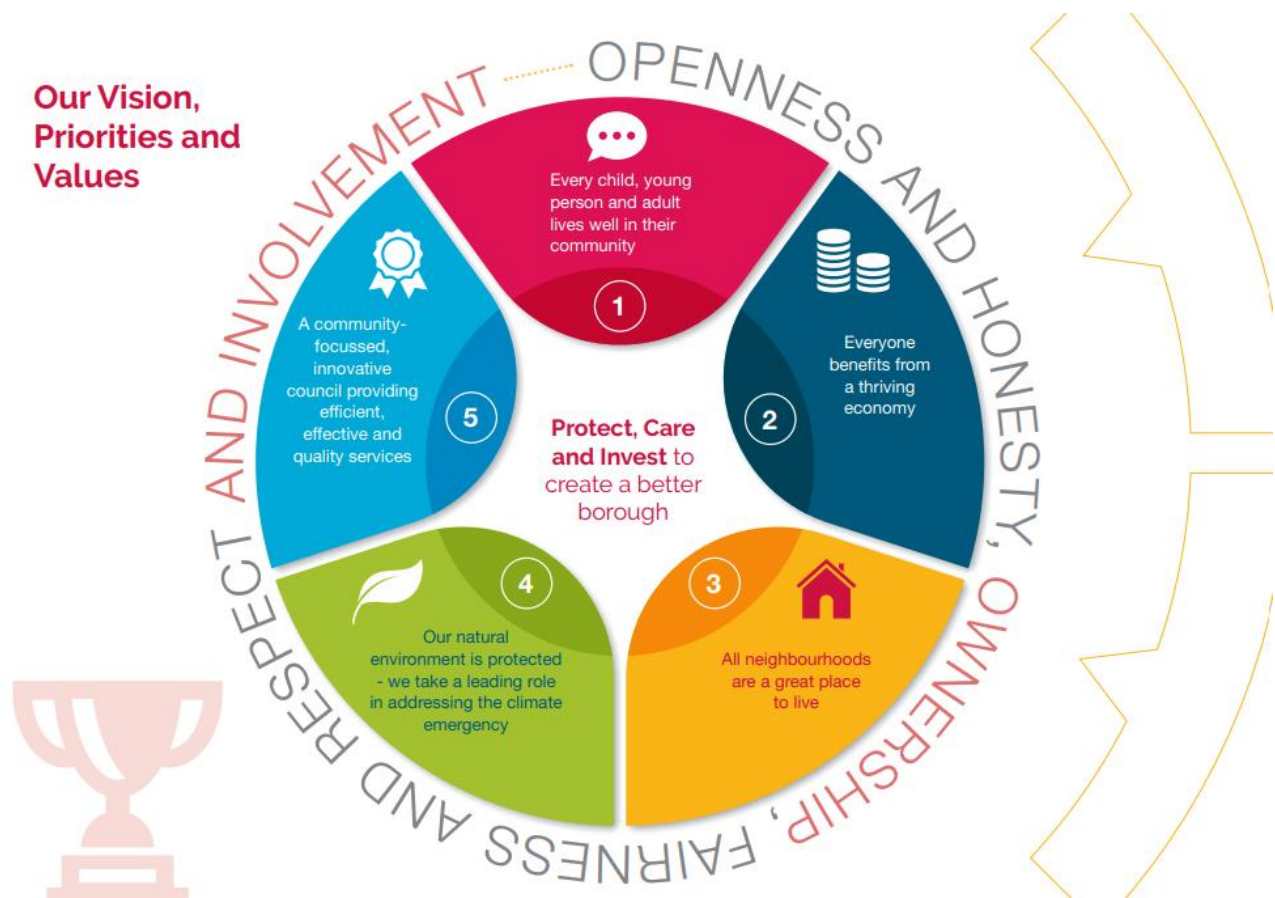 Our Vision,
Priorities and
Values
OPENNESS AND HONESTY, OWNERSHIP, FAIRNESS AND RESPECT AND INVOLVEMENT
Every child, young
person and adult
lives well in their
community
1
Everyone
benefits from
a thriving
economy
2
All neighbourhoods
are a great place
to live
3
Our natural
environment is protected
- we take a leading role
in addressing the climate
emergency
4
A community-
focussed,
innovative
council providing
efficient,
effective and
quality services
5
Protect, Care
and Invest to
create a better
borough